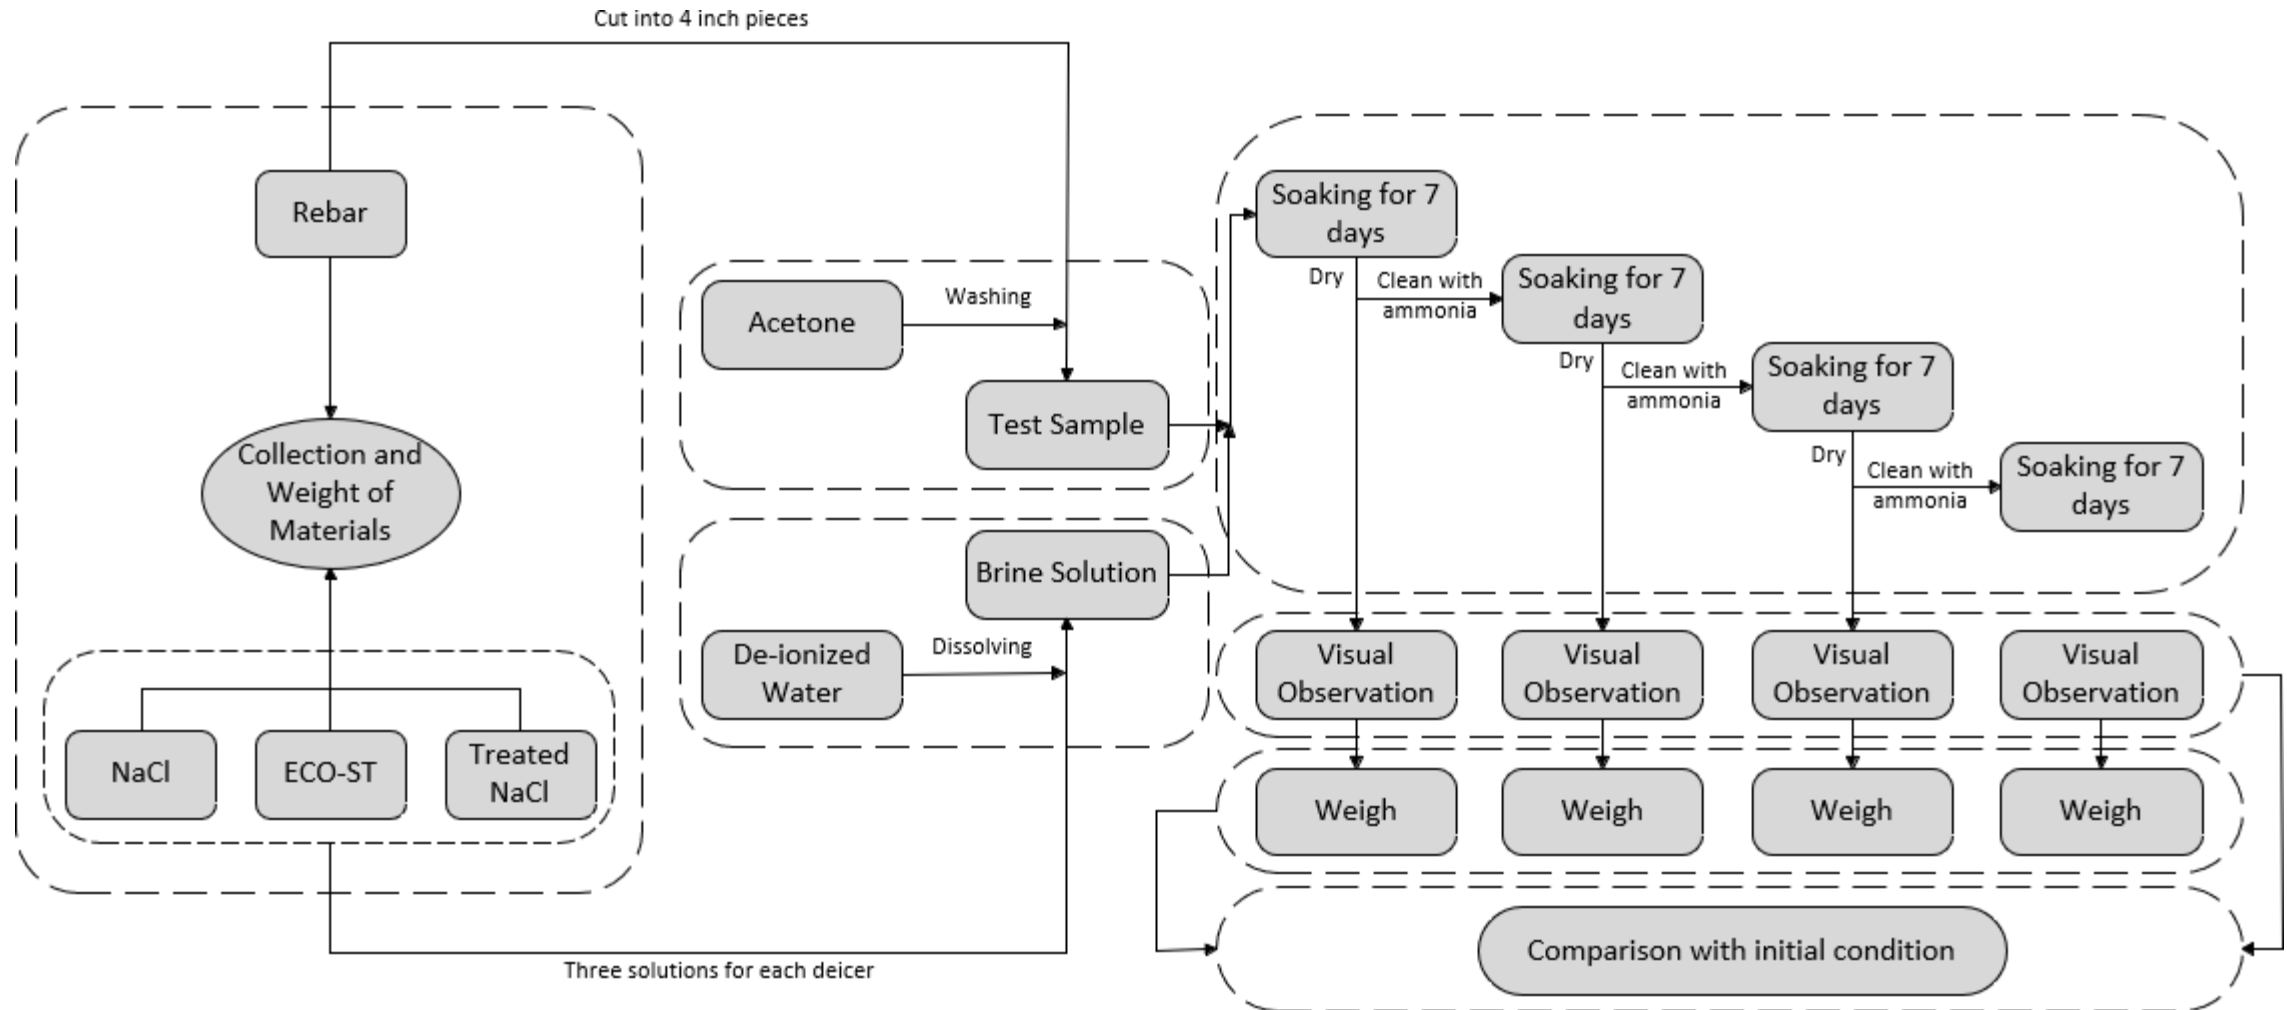 Cut into 4 inch pieces
Rebar
Collection and
Weight of
Materials
NaCl
ECO-ST
Treated
NaCl
Three solutions for each deicer
Acetone
Washing
Test Sample
Brine Solution
De-ionized
Water
Dissolving
Soaking for 7
days
Dry
Clean with
ammonia
Soaking for 7
days
Dry
Clean with
ammonia
Soaking for 7
days
Dry
Clean with
ammonia
Soaking for 7
days
Visual
Observation
Visual
Observation
Visual
Observation
Visual
Observation
Weigh
Weigh
Weigh
Weigh
Comparison with initial condition